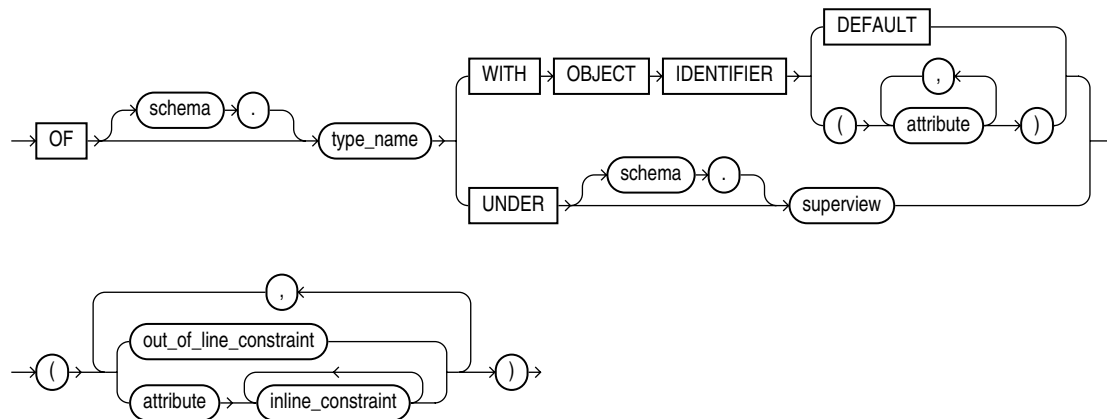 DEFAULT
WITH OBJECT IDENTIFIER
,
schema .
( attribute )
OF type_name
schema .
UNDER superview
,
out_of_line_constraint
( )
attribute inline_constraint